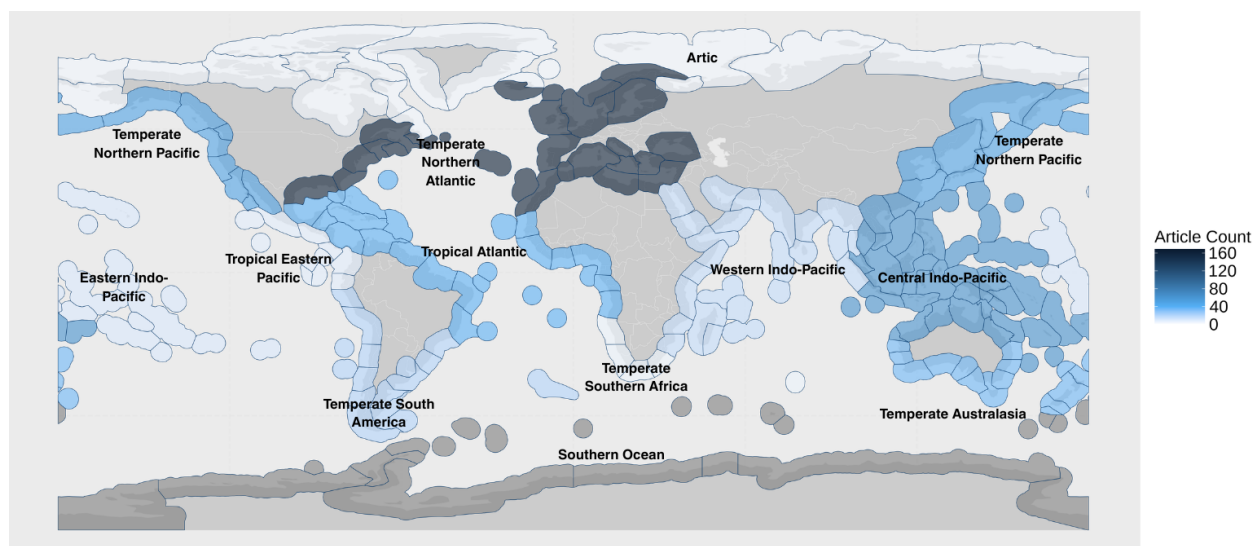 Artic
Temperate
Northern Pacific
Temperate
Northern
Atlantic
Temperate
Northern Pacific
Eastern Indo-
Pacific
Tropical Eastern
Pacific
Tropical Atlantic
Western Indo-Pacific
Central Indo-Pacific
Temperate South
America
Temperate
Southern Africa
Temperate Australasia
Southern Ocean
Article Count
160
120
80
40
0